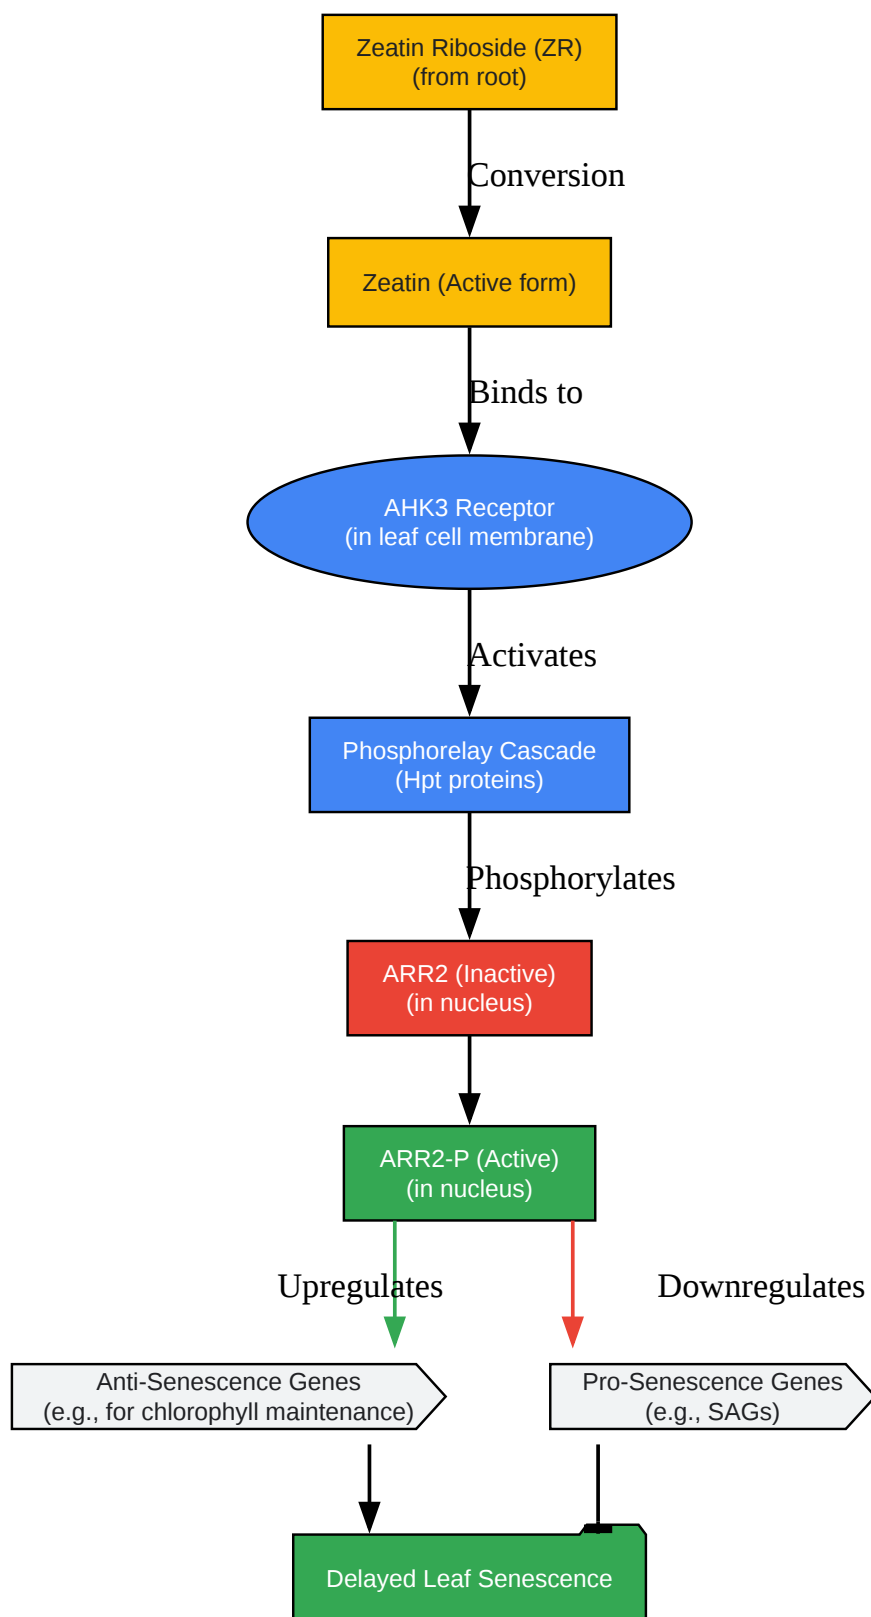 Zeatin Riboside (ZR)
(from root)
Conversion
Zeatin (Active form)
Binds to
AHK3 Receptor
(in leaf cell membrane)
Activates
Phosphorelay Cascade
(Hpt proteins)
Phosphorylates
ARR2 (Inactive)
(in nucleus)
ARR2-P (Active)
(in nucleus)
Upregulates
Downregulates
Anti-Senescence Genes
(e.g., for chlorophyll maintenance)
Pro-Senescence Genes
(e.g., SAGs)
Delayed Leaf Senescence